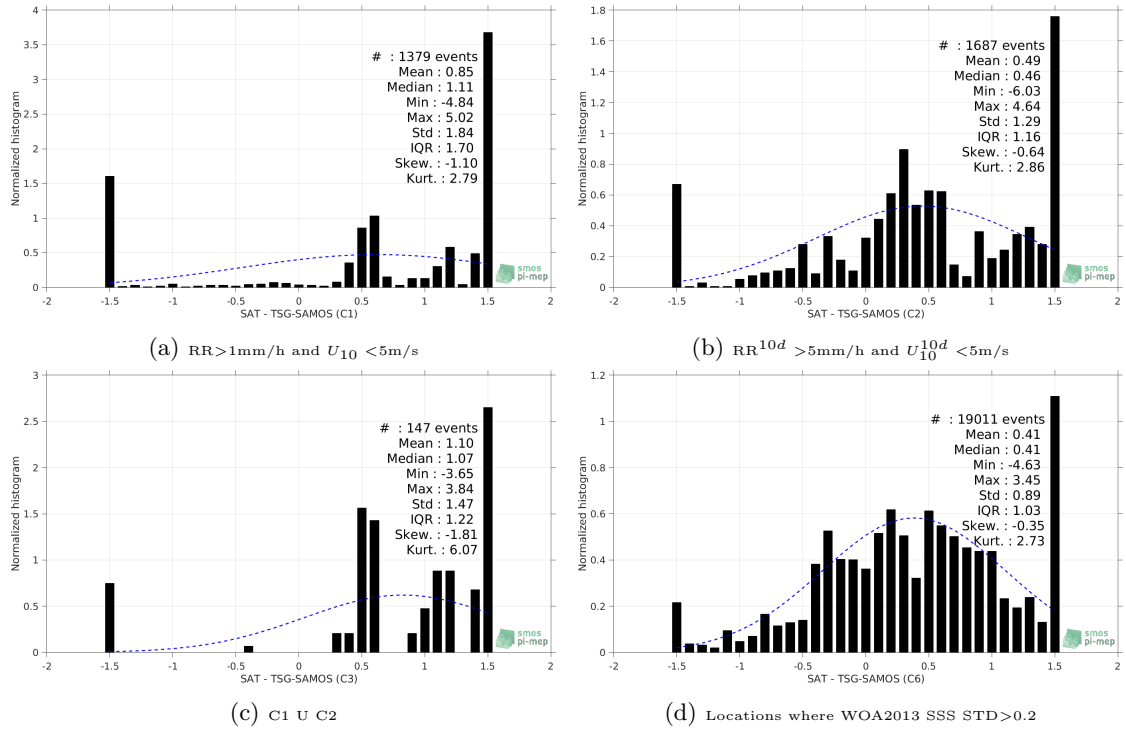 4
3.5
3
2.5
2
1.5
1
0.5
0
-2
-1.5
-1
-0.5
0
0.5
1
1.5
2
Normalized histogram
SAT - TSG-SAMOS (C1)
# : 1379 events
Mean : 0.85
Median : 1.11
Min : -4.84
Max : 5.02
Std : 1.84
IQR : 1.70
Skew. : -1.10
Kurt. : 2.79
smos
pi-mep
(a) RR>1mm/h and U10 <5m/s
1.8
1.6
1.4
1.2
1
0.8
0.6
0.4
0.2
0
-2
-1.5
-1
-0.5
0
0.5
1
1.5
2
Normalized histogram
SAT - TSG-SAMOS (C2)
# : 1687 events
Mean : 0.49
Median : 0.46
Min : -6.03
Max : 4.64
Std : 1.29
IQR : 1.16
Skew. : -0.64
Kurt. : 2.86
smos
pi-mep
(b) RR^10d >5mm/h and U10^10d <5m/s
3
2.5
2
1.5
1
0.5
0
-2
-1.5
-1
-0.5
0
0.5
1
1.5
2
Normalized histogram
SAT - TSG-SAMOS (C3)
# : 147 events
Mean : 1.10
Median : 1.07
Min : -3.65
Max : 3.84
Std : 1.47
IQR : 1.22
Skew. : -1.81
Kurt. : 6.07
smos
pi-mep
(c) C1 U C2
1.2
1
0.8
0.6
0.4
0.2
0
-2
-1.5
-1
-0.5
0
0.5
1
1.5
2
Normalized histogram
SAT - TSG-SAMOS (C6)
# : 19011 events
Mean : 0.41
Median : 0.41
Min : -4.63
Max : 3.45
Std : 0.89
IQR : 1.03
Skew. : -0.35
Kurt. : 2.73
smos
pi-mep
(d) Locations where WOA2013 SSS STD>0.2